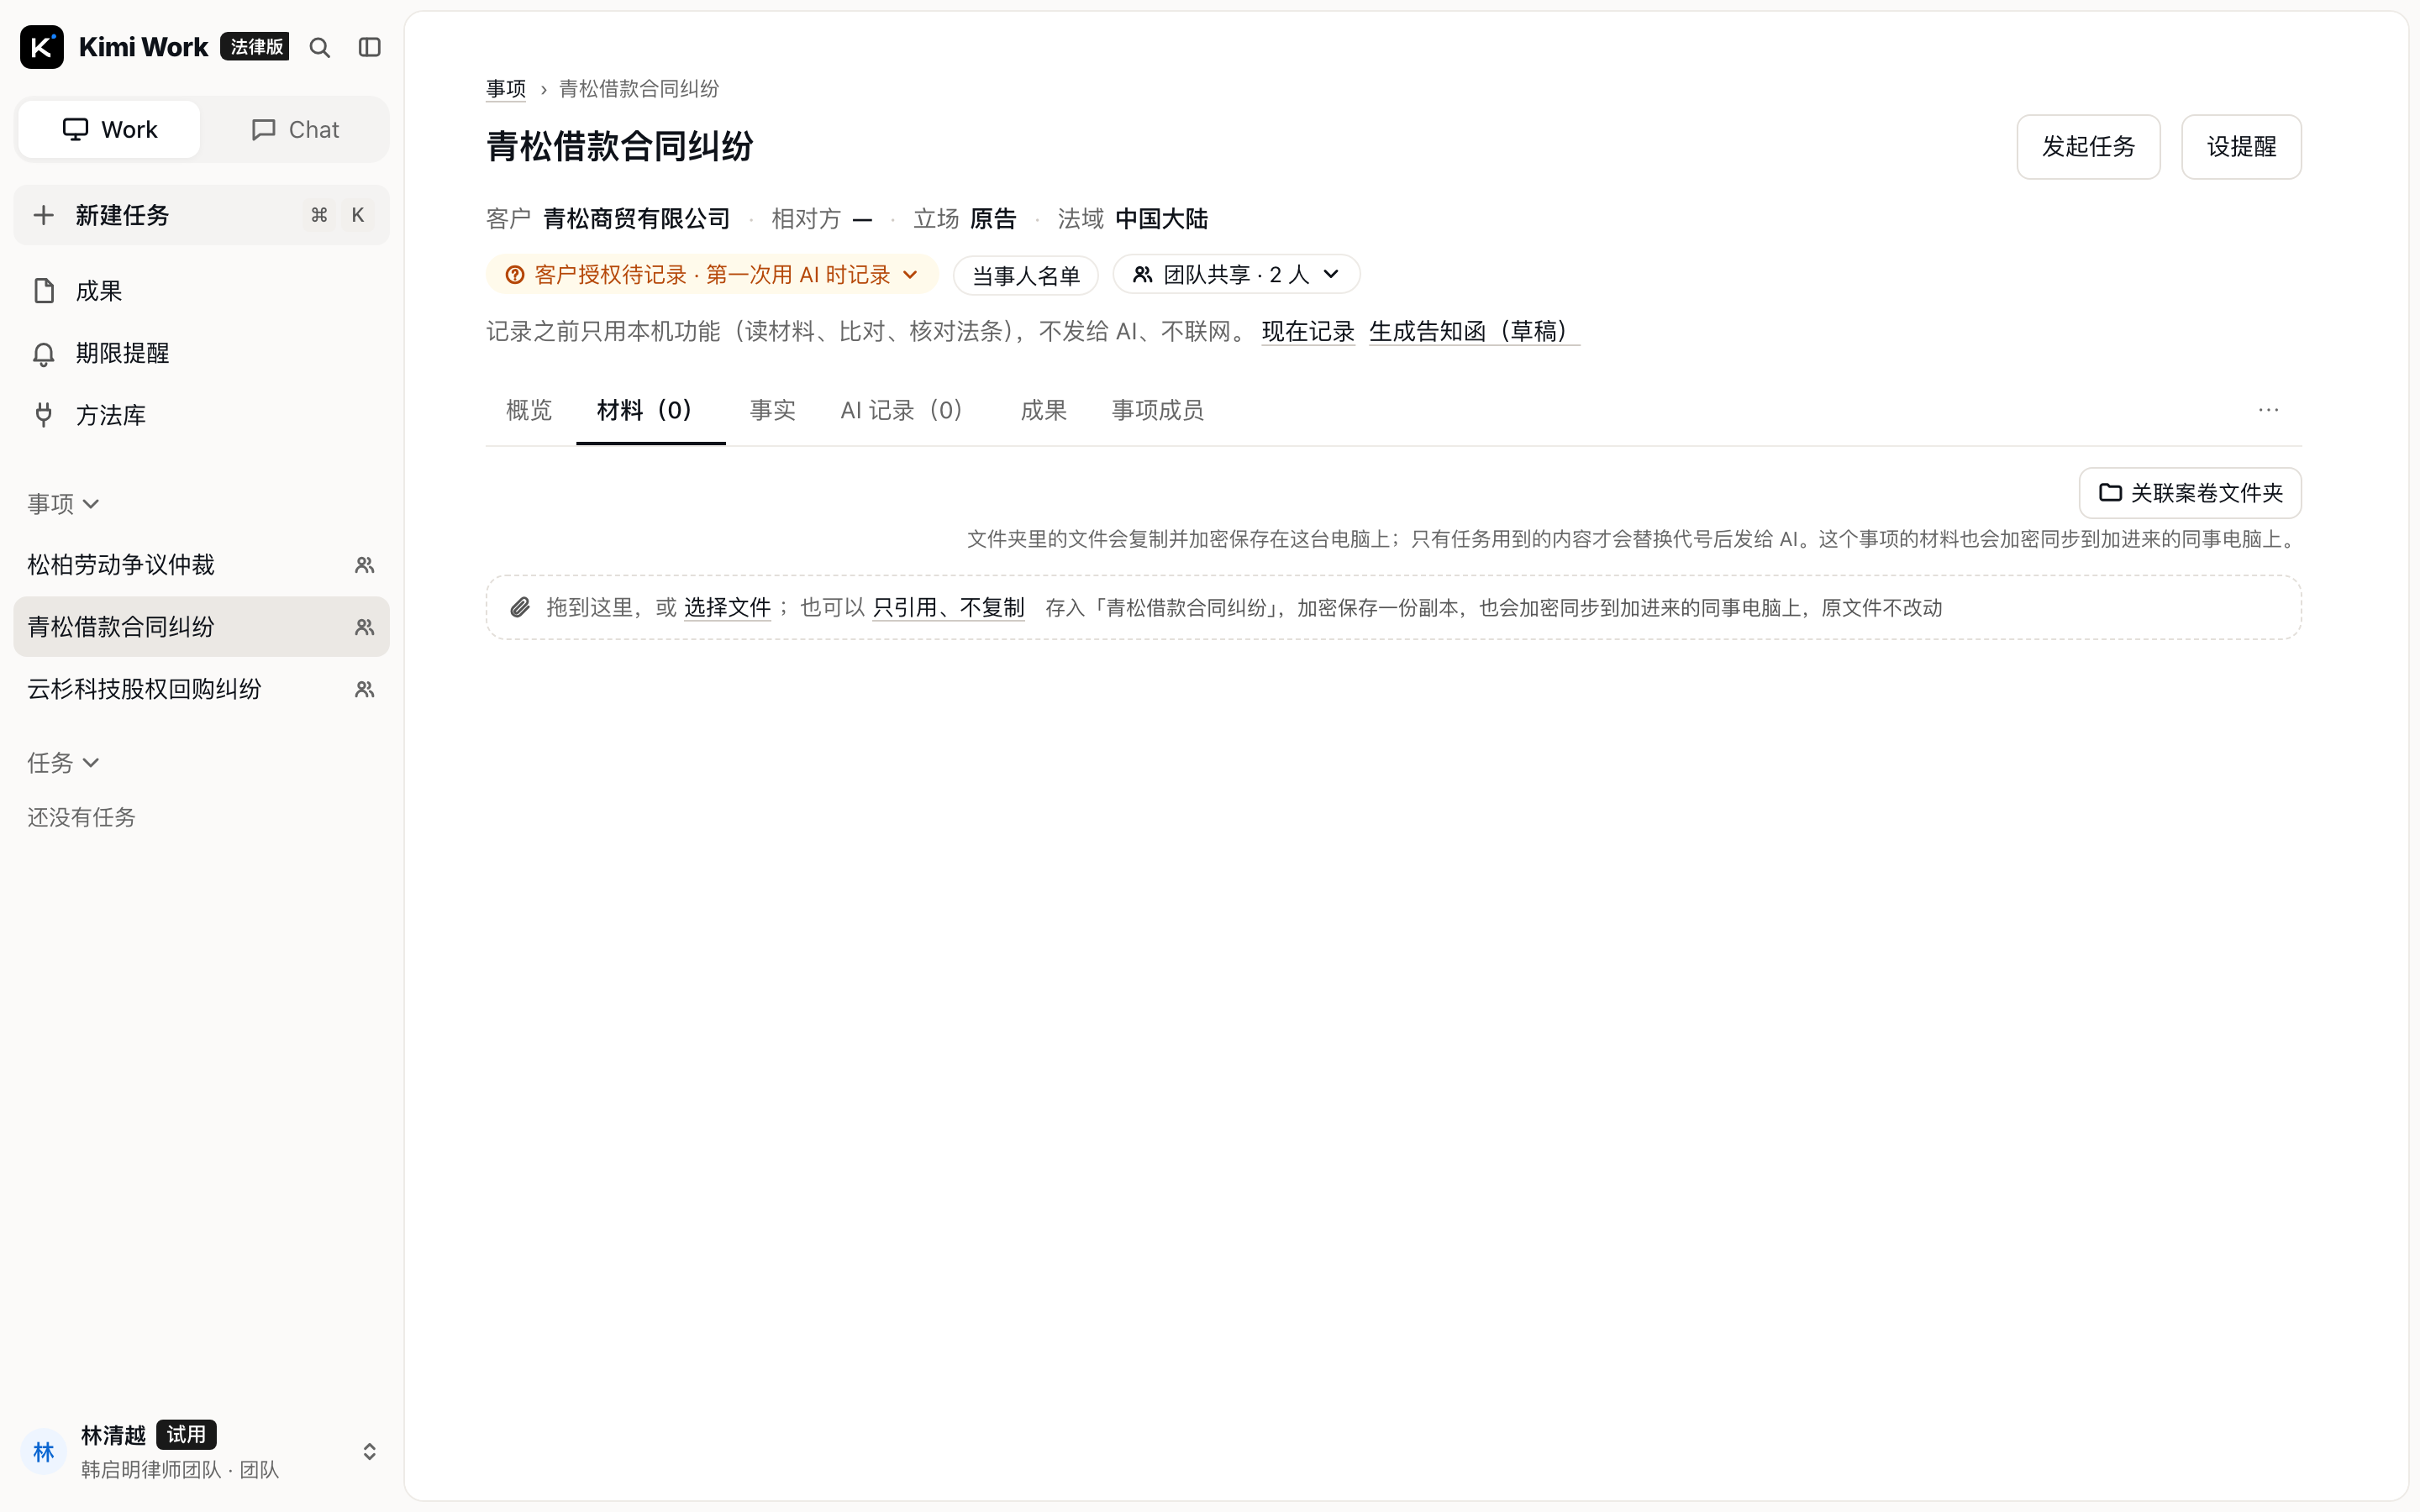 Kimi Work 法律版
Work
Chat
新建任务 ⌘ K
成果
期限提醒
方法库
事项
松柏劳动争议仲裁
青松借款合同纠纷
云杉科技股权回购纠纷
任务
还没有任务
林 林清越 试用
韩启明律师团队 · 团队
事项 › 青松借款合同纠纷
青松借款合同纠纷
发起任务 设提醒
客户 青松商贸有限公司 · 相对方 — · 立场 原告 · 法域 中国大陆
客户授权待记录 · 第一次用 AI 时记录 当事人名单 团队共享 · 2 人
记录之前只用本机功能（读材料、比对、核对法条），不发给 AI、不联网。 现在记录 生成告知函（草稿）
概览 材料（0） 事实 AI 记录（0） 成果 事项成员 ···
关联案卷文件夹
文件夹里的文件会复制并加密保存在这台电脑上；只有任务用到的内容才会替换代号后发给 AI。这个事项的材料也会加密同步到加进来的同事电脑上。
拖到这里，或 选择文件 ；也可以 只引用、不复制 存入「青松借款合同纠纷」，加密保存一份副本，也会加密同步到加进来的同事电脑上，原文件不改动